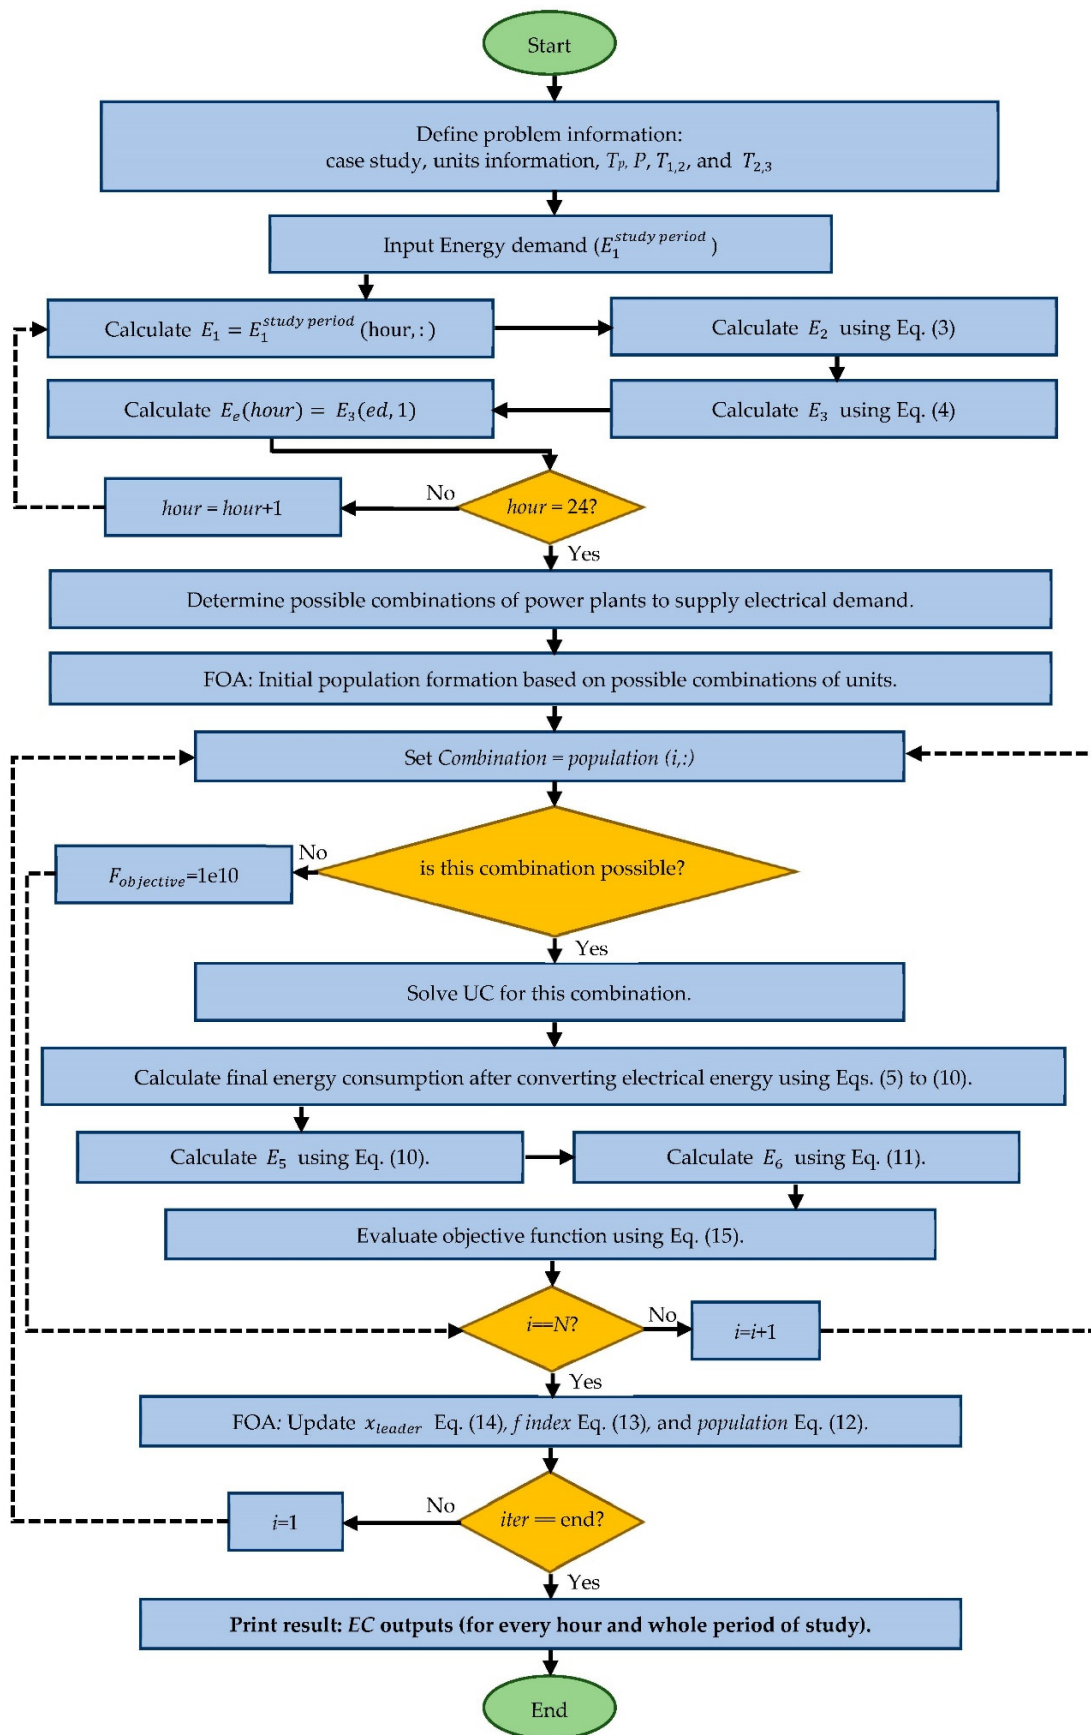 Start
Define problem information:
case study, units information, Tₚ, P, T₁,₂, and T₂,₃
Input Energy demand (E₁^study period)
Calculate E₁ = E₁^study period (hour,:)
Calculate E₂ using Eq. (3)
Calculate E₃ using Eq. (4)
Calculate Eₑ(hour) = E₃(ed, 1)
hour = 24?
No
hour = hour+1
Yes
Determine possible combinations of power plants to supply electrical demand.
FOA: Initial population formation based on possible combinations of units.
Set Combination = population (i,:)
is this combination possible?
No
F_objective=1e10
Yes
Solve UC for this combination.
Calculate final energy consumption after converting electrical energy using Eqs. (5) to (10).
Calculate E₅ using Eq. (10).
Calculate E₆ using Eq. (11).
Evaluate objective function using Eq. (15).
i==N?
No
i=i+1
Yes
FOA: Update x_leader Eq. (14), f index Eq. (13), and population Eq. (12).
iter == end?
No
i=1
Yes
Print result: EC outputs (for every hour and whole period of study).
End